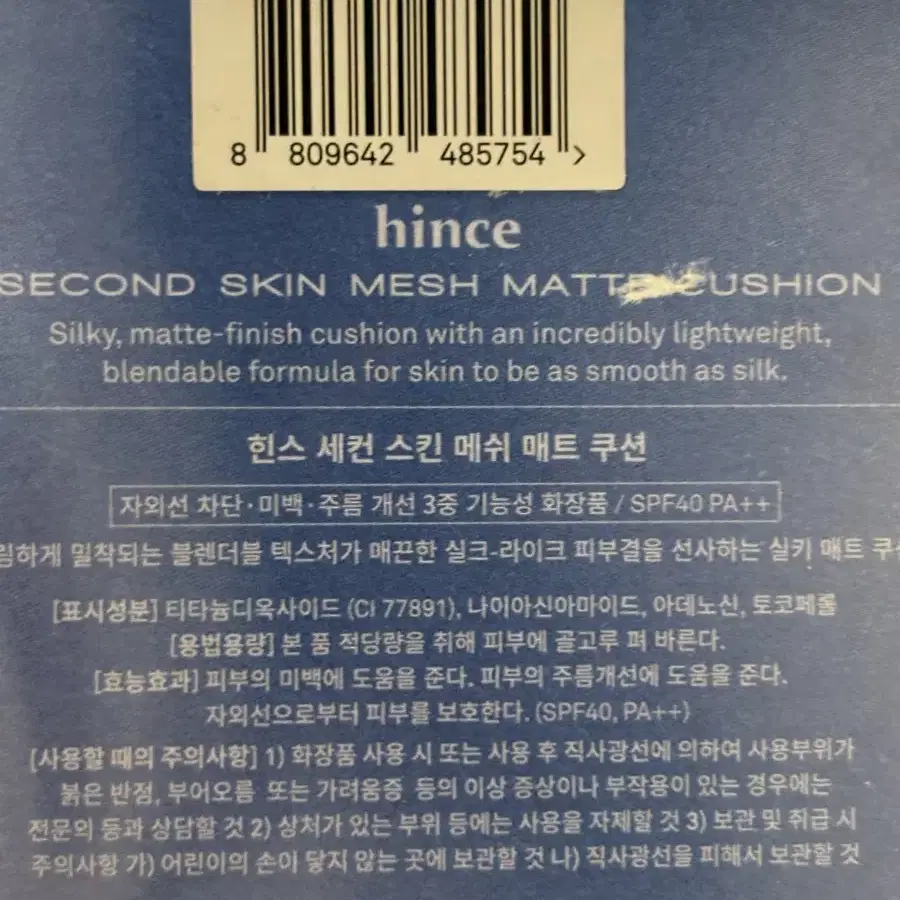 8 809642 485754 >
hince
SECOND SKIN MESH MATTE CUSHION
Silky, matte-finish cushion with an incredibly lightweight,
blendable formula for skin to be as smooth as silk.
힌스 세컨 스킨 메쉬 매트 쿠션
자외선 차단·미백·주름 개선 3중 기능성 화장품 / SPF40 PA++
밀착되는 블렌더블 텍스처가 매끈한 실크-라이크 피부결을 선사하는 실키 매트
[표시성분] 티타늄디옥사이드 (CI 77891), 나이아신아마이드, 아데노신, 토코페롤
[용법용량] 본 품 적당량을 취해 피부에 골고루 펴 바른다.
[효능효과] 피부의 미백에 도움을 준다. 피부의 주름개선에 도움을 준다.
자외선으로부터 피부를 보호한다. (SPF40, PA++)
[사용할 때의 주의사항] 1) 화장품 사용 시 또는 사용 후 직사광선에 의하여 사용부위가
붉은 반점, 부어오름 또는 가려움증 등의 이상 증상이나 부작용이 있는 경우에는
전문의 등과 상담할 것 2) 상처가 있는 부위 등에는 사용을 자제할 것 3) 보관 및 취급 시
주의사항 가) 어린이의 손이 닿지 않는 곳에 보관할 것 나) 직사광선을 피해서 보관할 것